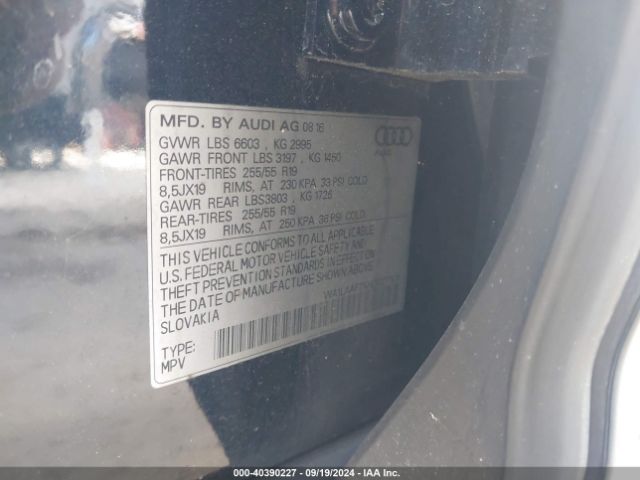 MFD. BY AUDI AG 08 16
GVWR LBS 6603 , KG 2995
GAWR FRONT LBS 3197 , KG 1450
FRONT-TIRES 255/55 R19
8,5JX19 RIMS, AT 230 KPA 33 PSI COLD
GAWR REAR LBS3803 , KG 1725
REAR-TIRES 255/55 R19
8,5JX19 RIMS, AT 250 KPA 36 PSI COLD
THIS VEHICLE CONFORMS TO ALL APPLICABLE
U.S. FEDERAL MOTOR VEHICLE SAFETY AND
THEFT PREVENTION STANDARDS IN EFFECT ON
THE DATE OF MANUFACTURE SHOWN ABOVE.
SLOVAKIA
TYPE:
MPV
000-40390227 - 09/19/2024 - IAA Inc.